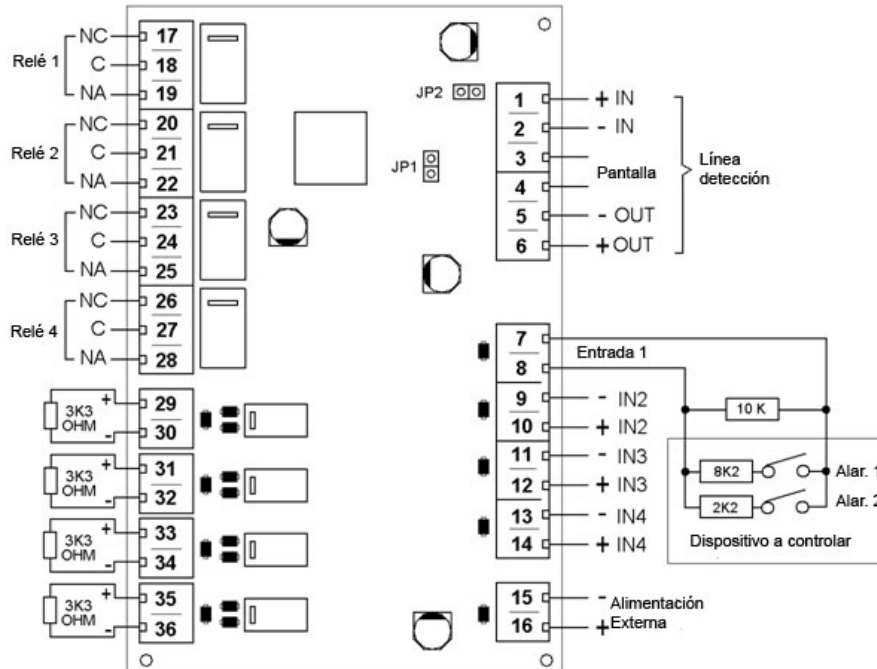 Relé 1
NC 17
C 18
NA 19
Relé 2
NC 20
C 21
NA 22
Relé 3
NC 23
C 24
NA 25
Relé 4
NC 26
C 27
NA 28
3K3 OHM + 29
- 30
3K3 OHM + 31
- 32
3K3 OHM + 33
- 34
3K3 OHM + 35
- 36
JP2
JP1
1 + IN
2 - IN
3
Pantalla
4
5 - OUT
6 + OUT
Línea
detección
7
Entrada 1
8
9 - IN2
10 + IN2
11 - IN3
12 + IN3
13 - IN4
14 + IN4
15 -
Alimentación
Externa
16 +
10 K
8K2 Alar. 1
2K2 Alar. 2
Dispositivo a controlar